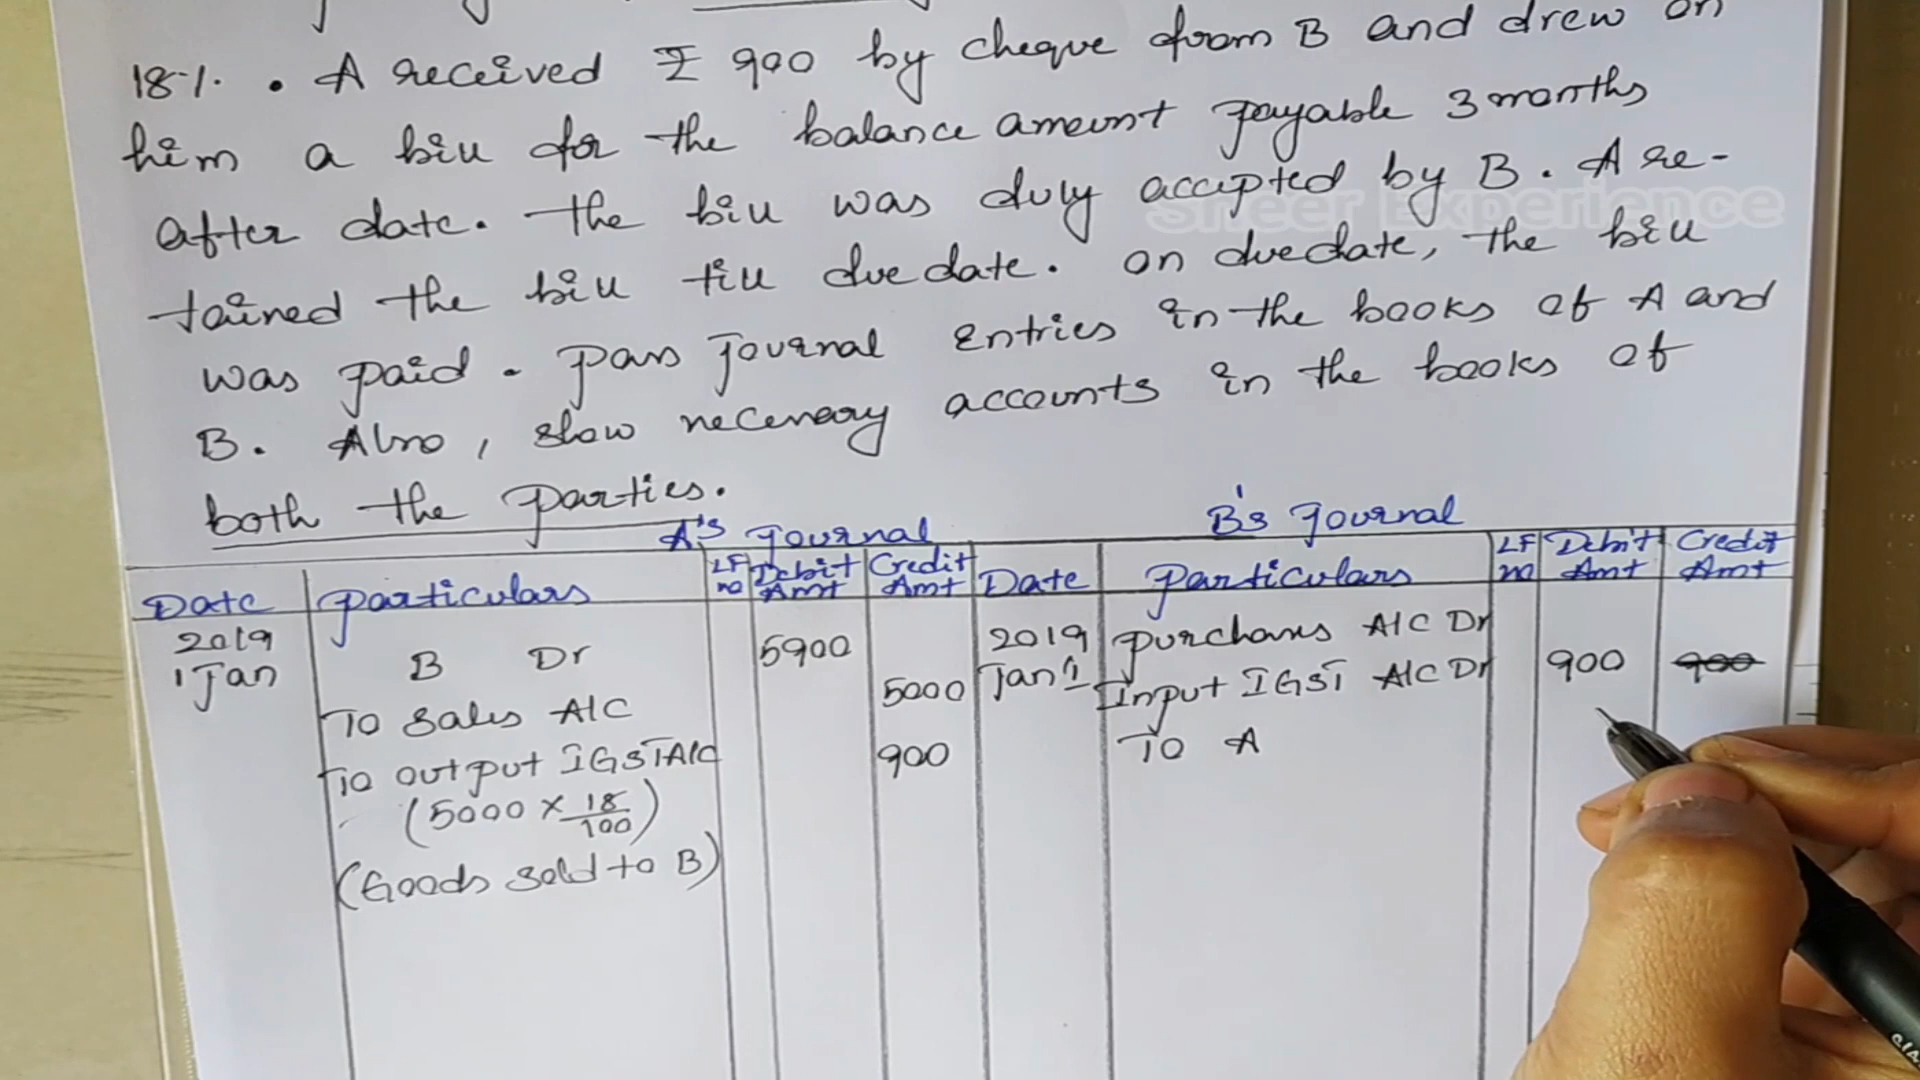 18%. . A received ₹ 900 by cheque from B and drew on
him a bill for the balance amount payable 3 months
after date. The bill was duly accepted by B. A re-
Sheer Experience
tained the bill till due date. on due date, the bill
was paid. Pass Journal entries in the books of A and
B. Also, show necessary accounts in the books of
both the parties.
A's Journal
B's Journal
Date Particulars LF no Debit Amt Credit Amt Date Particulars LF no Debit Amt Credit Amt
2019 1 Jan B Dr 5900
To Sales A/C 5000
To output IGST A/C 900
(5000 × 18/100)
(Goods sold to B)
2019 Jan 1 purchases A/C Dr
Input IGST A/C Dr 900 900
To A